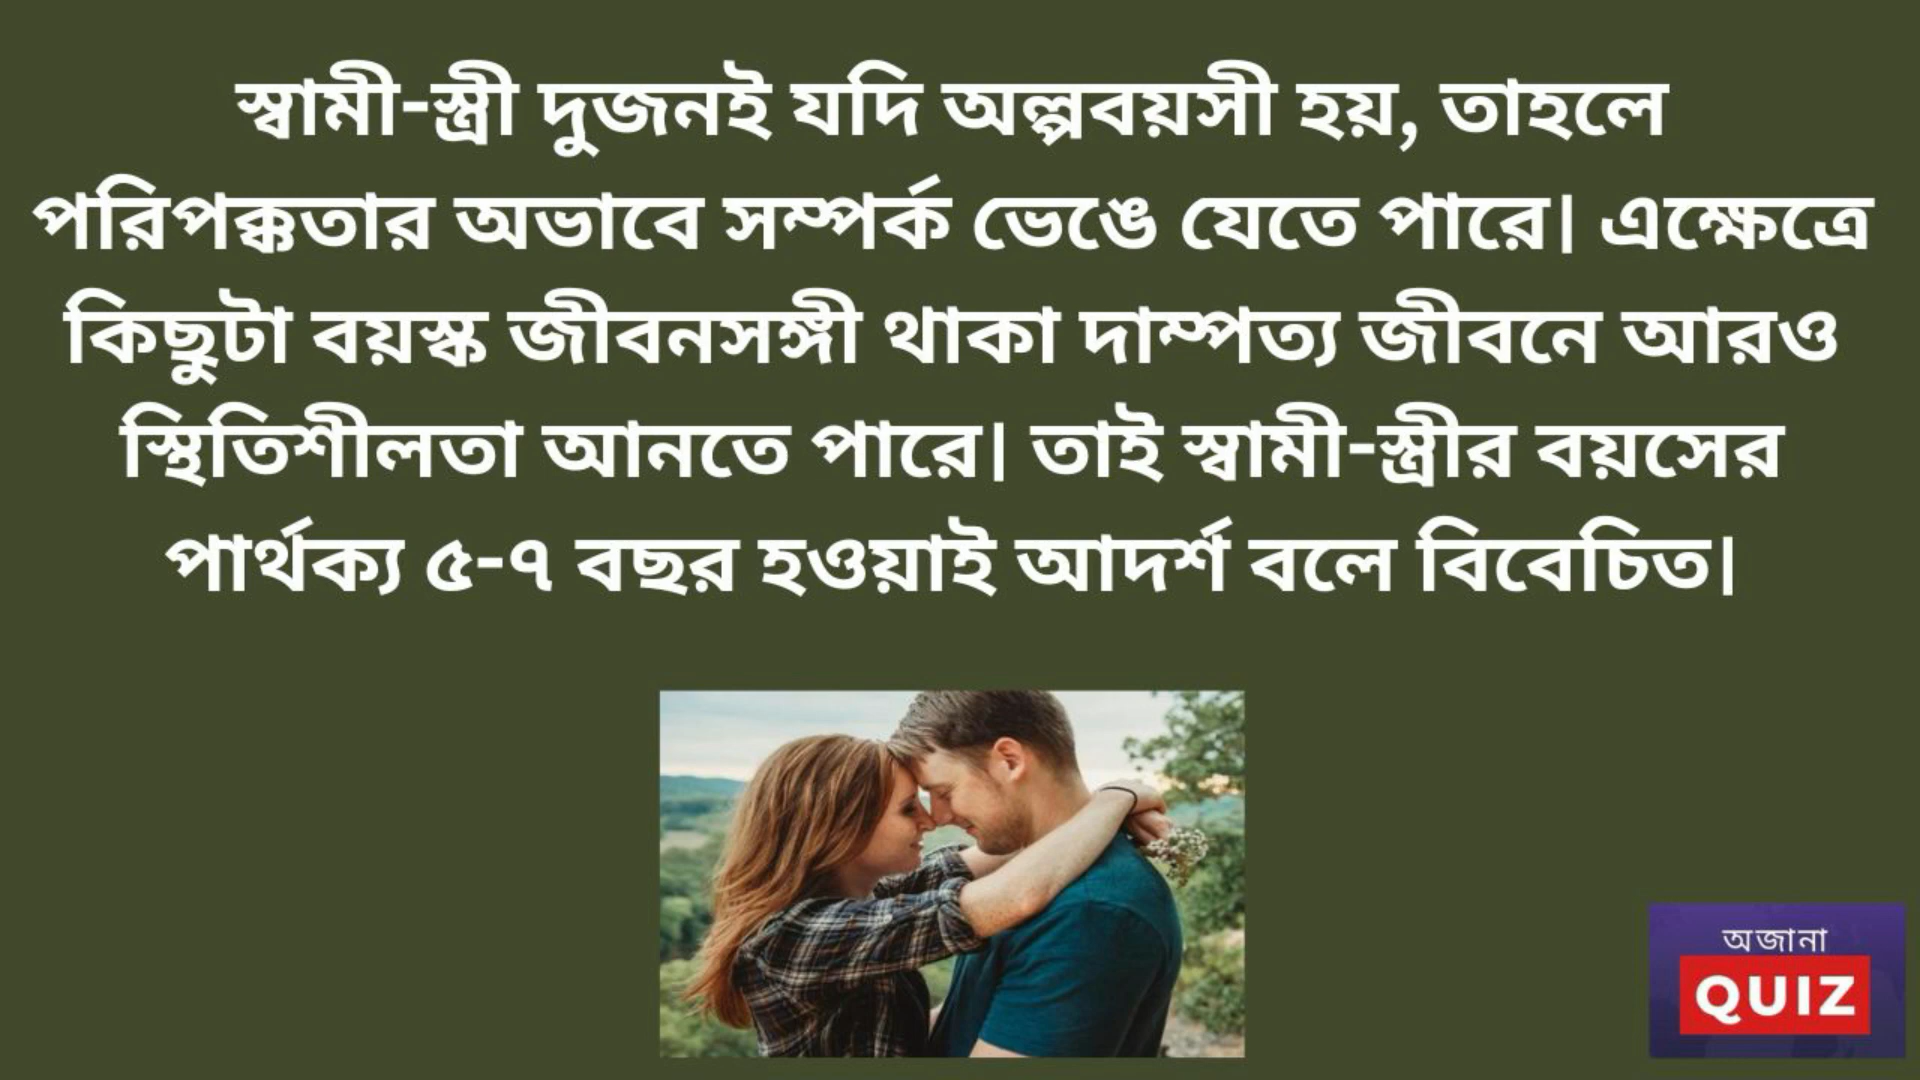 স্বামী-স্ত্রী দুজনই যদি অল্পবয়সী হয়, তাহলে
পরিপক্কতার অভাবে সম্পর্ক ভেঙে যেতে পারে। এক্ষেত্রে
কিছুটা বয়স্ক জীবনসঙ্গী থাকা দাম্পত্য জীবনে আরও
স্থিতিশীলতা আনতে পারে। তাই স্বামী-স্ত্রীর বয়সের
পার্থক্য ৫-৭ বছর হওয়াই আদর্শ বলে বিবেচিত।
অজানা
QUIZ